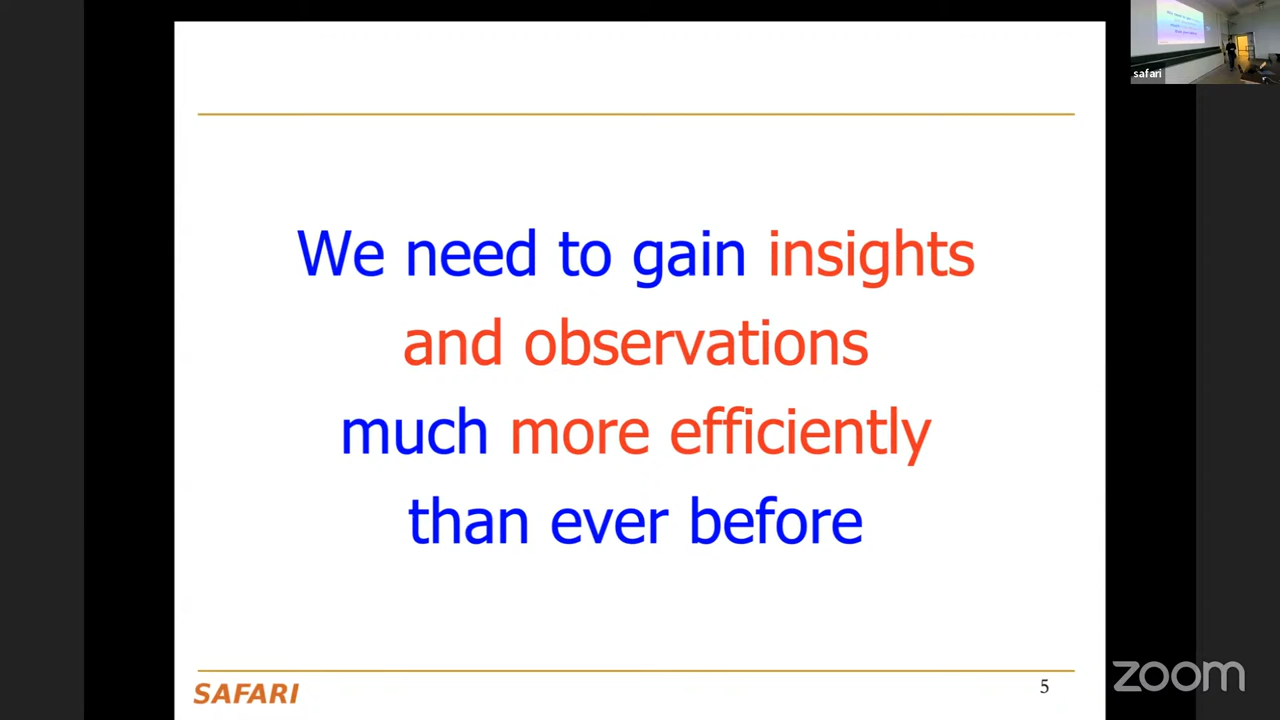 We need to gain insights
and observations
much more efficiently
than ever before
SAFARI
5
safari
zoom